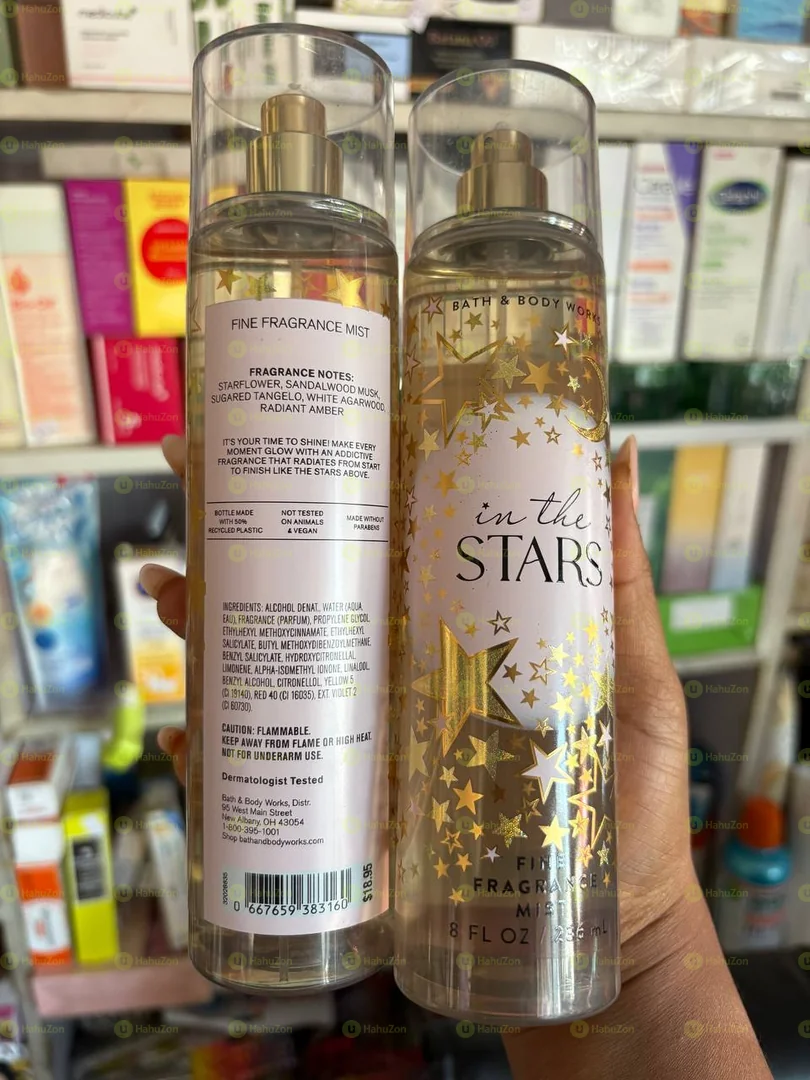 FINE FRAGRANCE MIST
FRAGRANCE NOTES:
STARFLOWER, SANDALWOOD MUSK,
SUGARED TANGELO, WHITE AGARWOOD,
RADIANT AMBER
IT'S YOUR TIME TO SHINE! MAKE EVERY
MOMENT GLOW WITH AN ADDICTIVE
FRAGRANCE THAT RADIATES FROM START
TO FINISH LIKE THE STARS ABOVE.
BOTTLE MADE
WITH 50%
RECYCLED PLASTIC
NOT TESTED
ON ANIMALS
& VEGAN
MADE WITHOUT
PARABENS
INGREDIENTS: ALCOHOL DENAT., WATER (AQUA,
EAU), FRAGRANCE (PARFUM), PROPYLENE GLYCOL,
ETHYLHEXYL METHOXYCINNAMATE, ETHYLHEXYL
SALICYLATE, BUTYL METHOXYDIBENZOYLMETHANE,
BENZYL SALICYLATE, HYDROXYCITRONELLAL,
LIMONENE, ALPHA-ISOMETHYL IONONE, LINALOOL,
BENZYL ALCOHOL, CITRONELLOL, YELLOW 5
(CI 19140), RED 40 (CI 16035), EXT. VIOLET 2
(CI 60730).
CAUTION: FLAMMABLE.
KEEP AWAY FROM FLAME OR HIGH HEAT.
NOT FOR UNDERARM USE.
Dermatologist Tested
Bath & Body Works, Distr.
95 West Main Street
New Albany, OH 43054
1-800-395-1001
Shop bathandbodyworks.com
$18.95
0 667659 383160
BATH & BODY WORKS
in the
STARS
FINE
FRAGRANCE
MIST
8 FL OZ / 236 mL
HahuZon